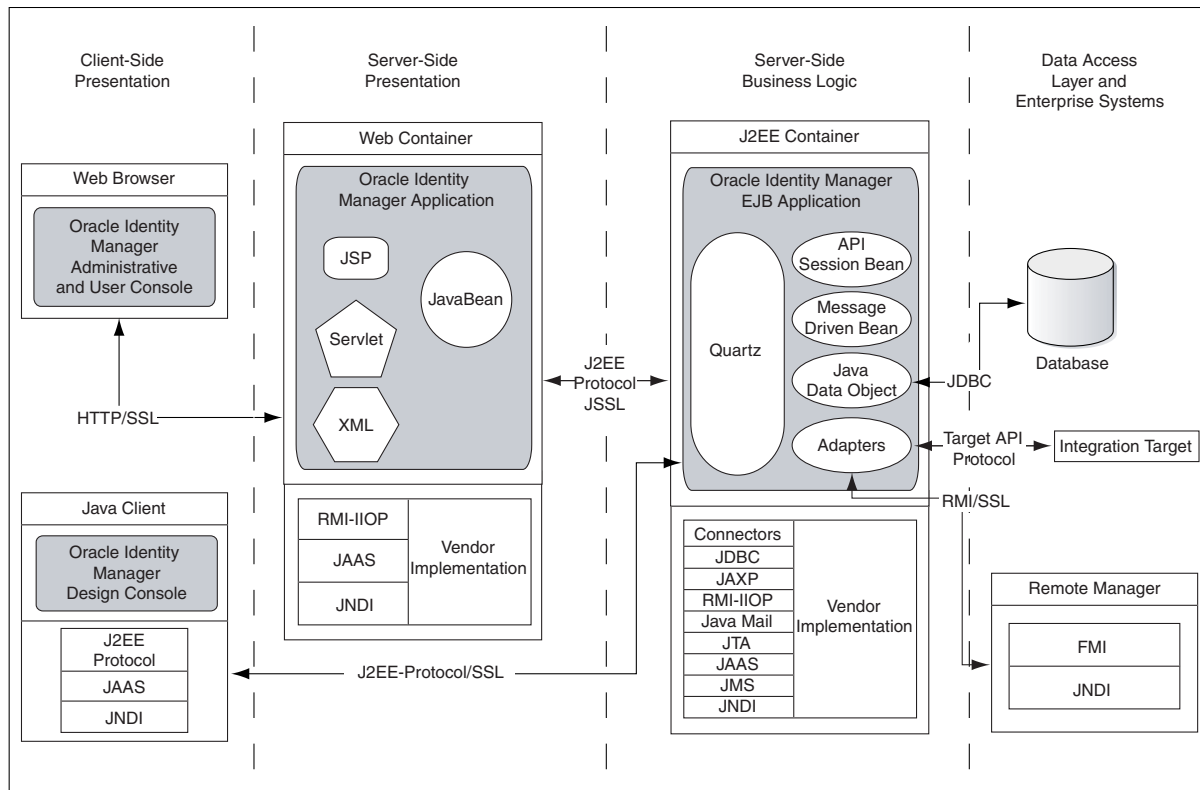 Client-Side
Presentation
Server-Side
Presentation
Server-Side
Business Logic
Data Access
Layer and
Enterprise Systems
Web Browser
Oracle Identity
Manager
Administrative
and User Console
HTTP/SSL
Java Client
Oracle Identity
Manager
Design Console
J2EE
Protocol
JAAS
JNDI
Web Container
Oracle Identity
Manager Application
JSP
JavaBean
Servlet
XML
RMI-IIOP
JAAS
JNDI
Vendor
Implementation
J2EE
Protocol
JSSL
J2EE-Protocol/SSL
J2EE Container
Oracle Identity Manager
EJB Application
Quartz
API
Session Bean
Message
Driven Bean
Java
Data Object
Adapters
Connectors
JDBC
JAXP
RMI-IIOP
Java Mail
JTA
JAAS
JMS
JNDI
Vendor
Implementation
JDBC
Database
Target API
Protocol
Integration Target
RMI/SSL
Remote Manager
FMI
JNDI